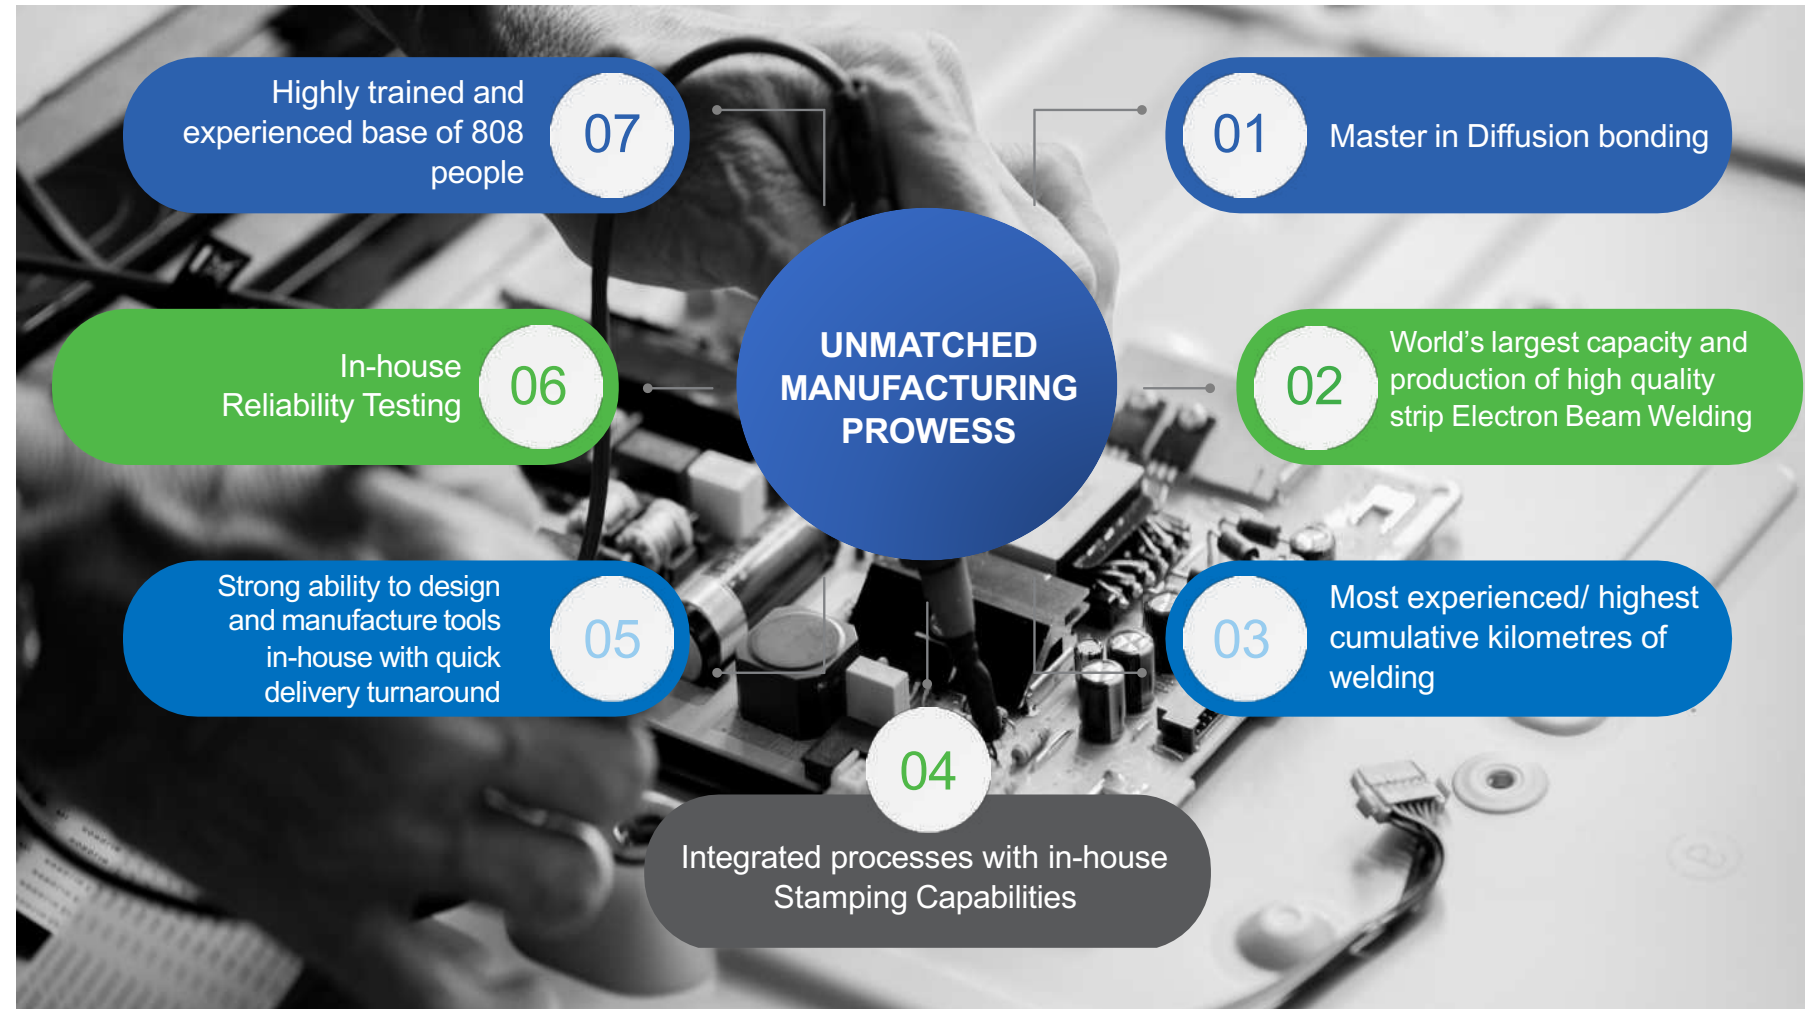 UNMATCHED
MANUFACTURING
PROWESS
01
Master in Diffusion bonding
02
World’s largest capacity and
production of high quality
strip Electron Beam Welding
03
Most experienced/ highest
cumulative kilometres of
welding
04
Integrated processes with in-house
Stamping Capabilities
05
Strong ability to design
and manufacture tools
in-house with quick
delivery turnaround
06
In-house
Reliability Testing
07
Highly trained and
experienced base of 808
people